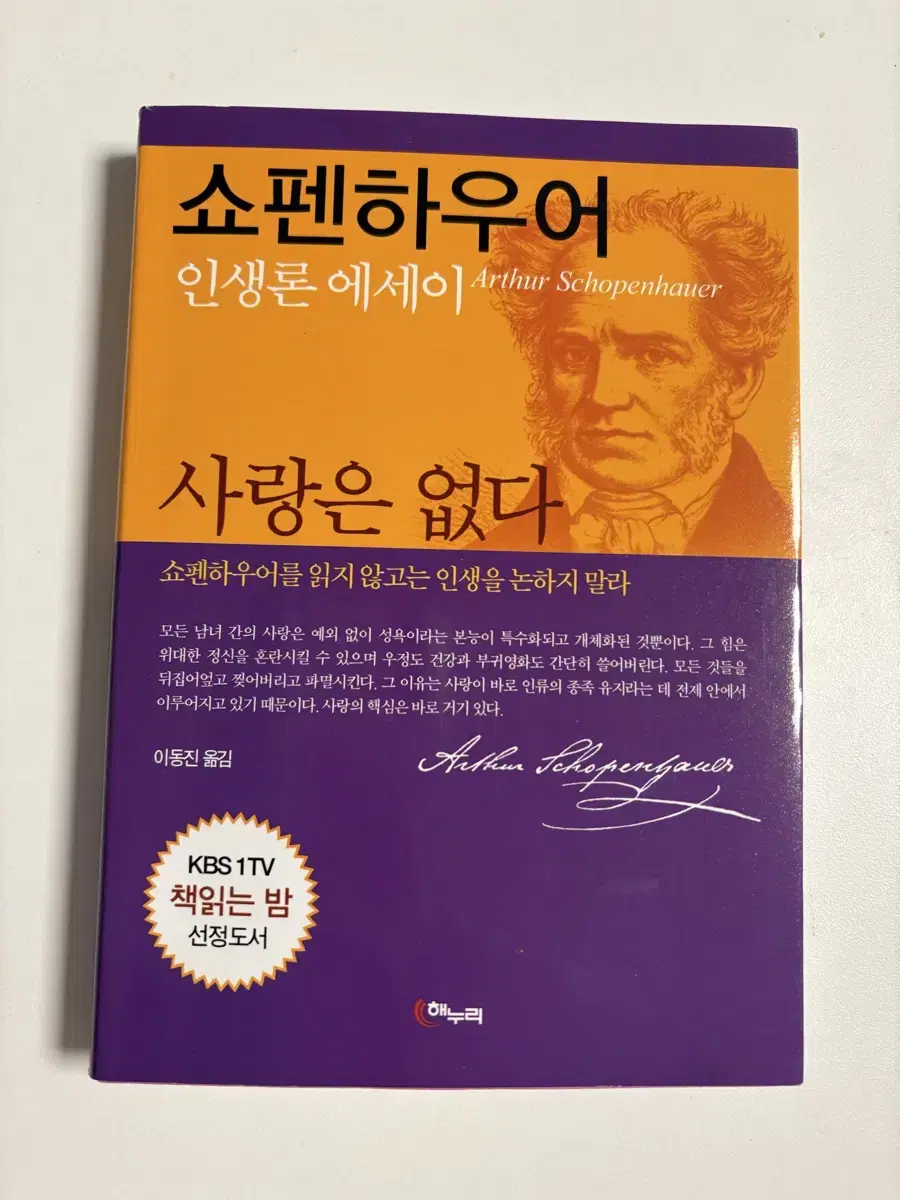 쇼펜하우어
인생론 에세이 Arthur Schopenhauer
사랑은 없다
쇼펜하우어를 읽지 않고는 인생을 논하지 말라
모든 남녀 간의 사랑은 예외 없이 성욕이라는 본능이 특수화되고 개체화된 것뿐이다. 그 힘은
위대한 정신을 혼란시킬 수 있으며 우정도 건강과 부귀영화도 간단히 쓸어버린다. 모든 것들을
뒤집어엎고 찢어버리고 파멸시킨다. 그 이유는 사랑이 바로 인류의 종족 유지라는 데 전제 안에서
이루어지고 있기 때문이다. 사랑의 핵심은 바로 거기 있다.
이동진 옮김
Arthur Schopenhauer
KBS 1TV
책읽는 밤
선정도서
해누리